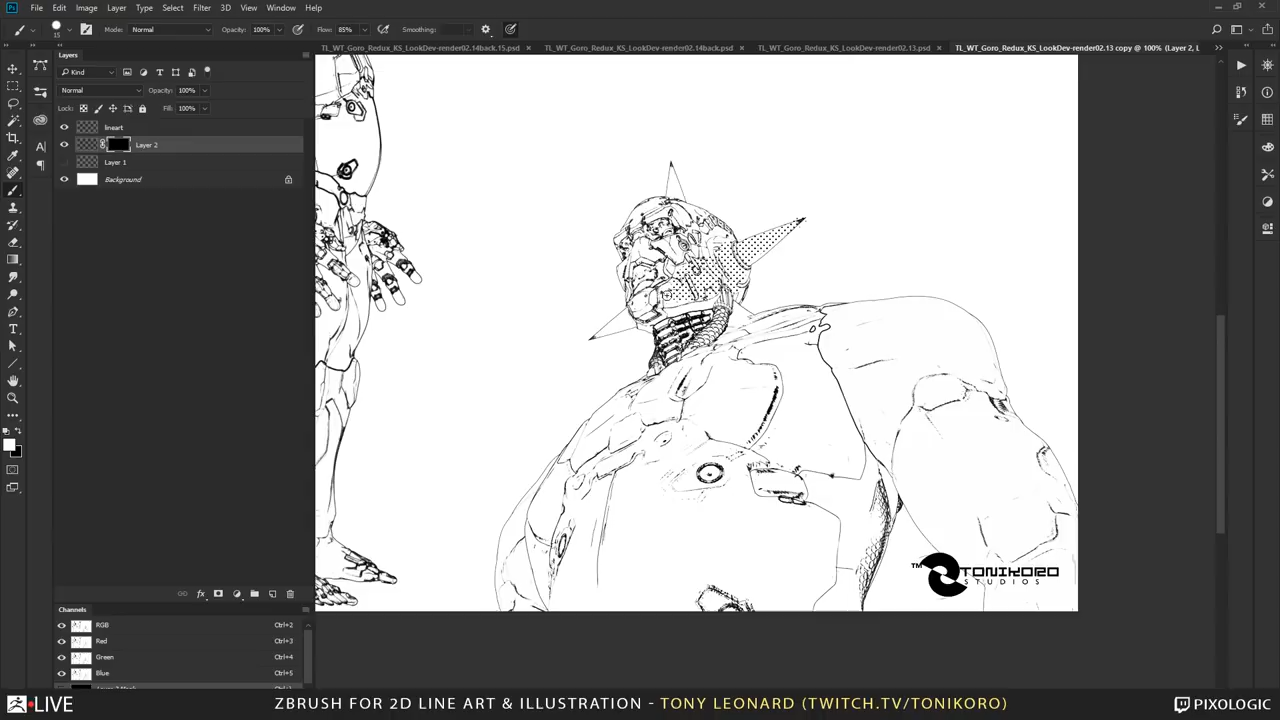 File Edit Image Layer Type Select Filter 3D View Window Help
15 Mode: Normal Opacity: 100% Flow: 85% Smoothing:
TL_WT_Goro_Redux_KS_LookDev-render02.14back.15.psd × TL_WT_Goro_Redux_KS_LookDev-render02.14back.psd × TL_WT_Goro_Redux_KS_LookDev-render02.13.psd × TL_WT_Goro_Redux_KS_LookDev-render02.13 copy @ 100% (Layer 2, L
Layers
Kind
Normal Opacity: 100%
Lock: Fill: 100%
lineart
Layer 2
Layer 1
Background
Channels
RGB Ctrl+2
Red Ctrl+3
Green Ctrl+4
Blue Ctrl+5
TM TONIKORO
STUDIOS
LIVE ZBRUSH FOR 2D LINE ART & ILLUSTRATION - TONY LEONARD (TWITCH.TV/TONIKORO) PIXOLOGIC